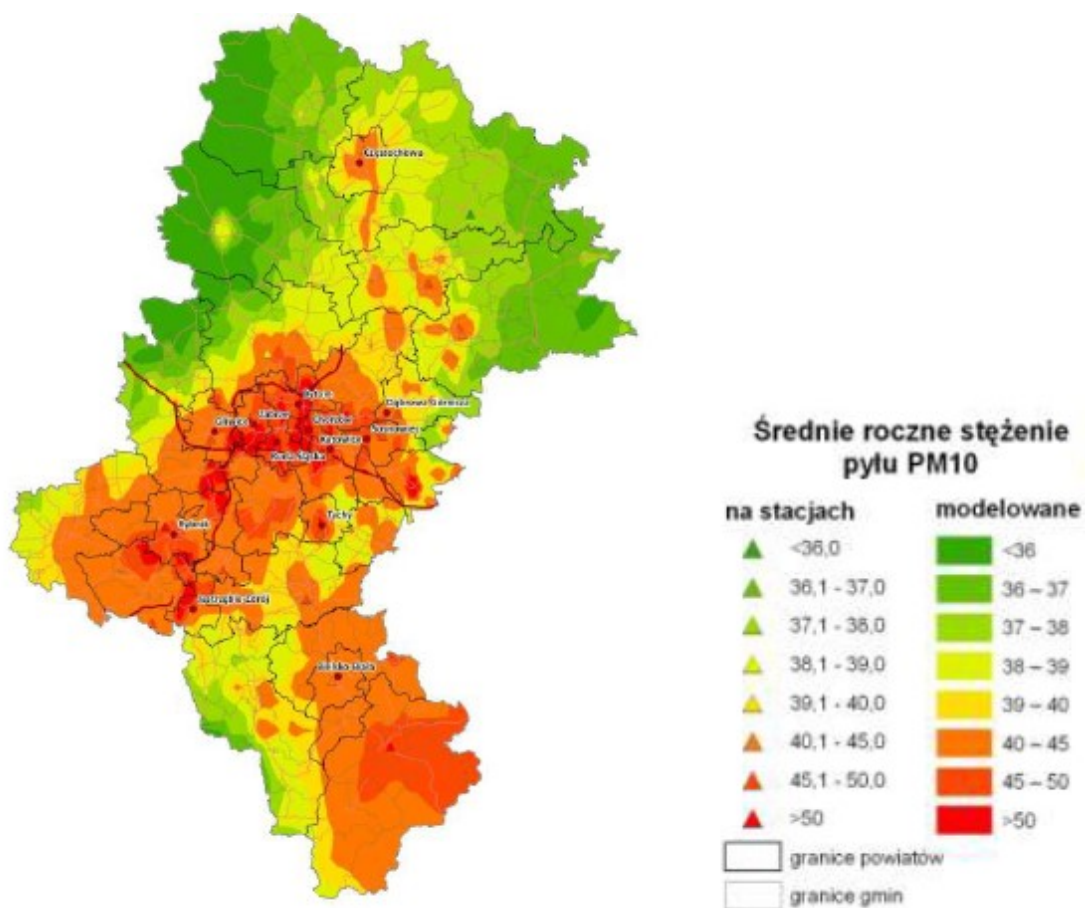 Częstochowa
Bytom
Dąbrowa Górnicza
Zabrze
Chorzów
Gliwice
Sosnowiec
Katowice
Ruda Śląska
Tychy
Rybnik
Jastrzębie-Zdrój
Bielsko-Biała
Średnie roczne stężenie
pyłu PM10
na stacjach modelowane
<36,0 <36
36,1 - 37,0 36 – 37
37,1 - 38,0 37 – 38
38,1 - 39,0 38 – 39
39,1 - 40,0 39 – 40
40,1 - 45,0 40 – 45
45,1 - 50,0 45 – 50
>50 >50
granice powiatów
granice gmin